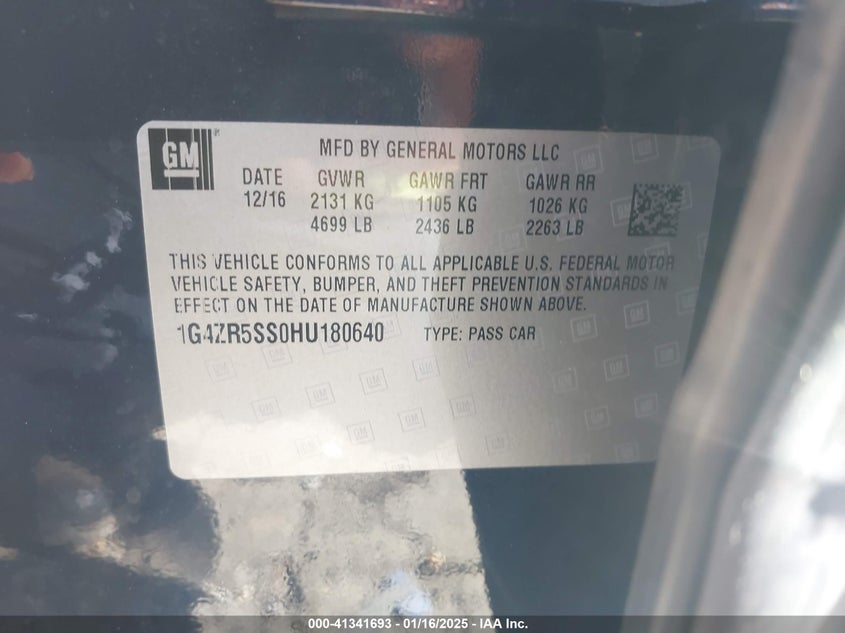 GM
MFD BY GENERAL MOTORS LLC
DATE GVWR GAWR FRT GAWR RR
12/16 2131 KG 1105 KG 1026 KG
4699 LB 2436 LB 2263 LB
THIS VEHICLE CONFORMS TO ALL APPLICABLE U.S. FEDERAL MOTOR
VEHICLE SAFETY, BUMPER, AND THEFT PREVENTION STANDARDS IN
EFFECT ON THE DATE OF MANUFACTURE SHOWN ABOVE.
1G4ZR5SS0HU180640 TYPE: PASS CAR
000-41341693 - 01/16/2025 - IAA Inc.